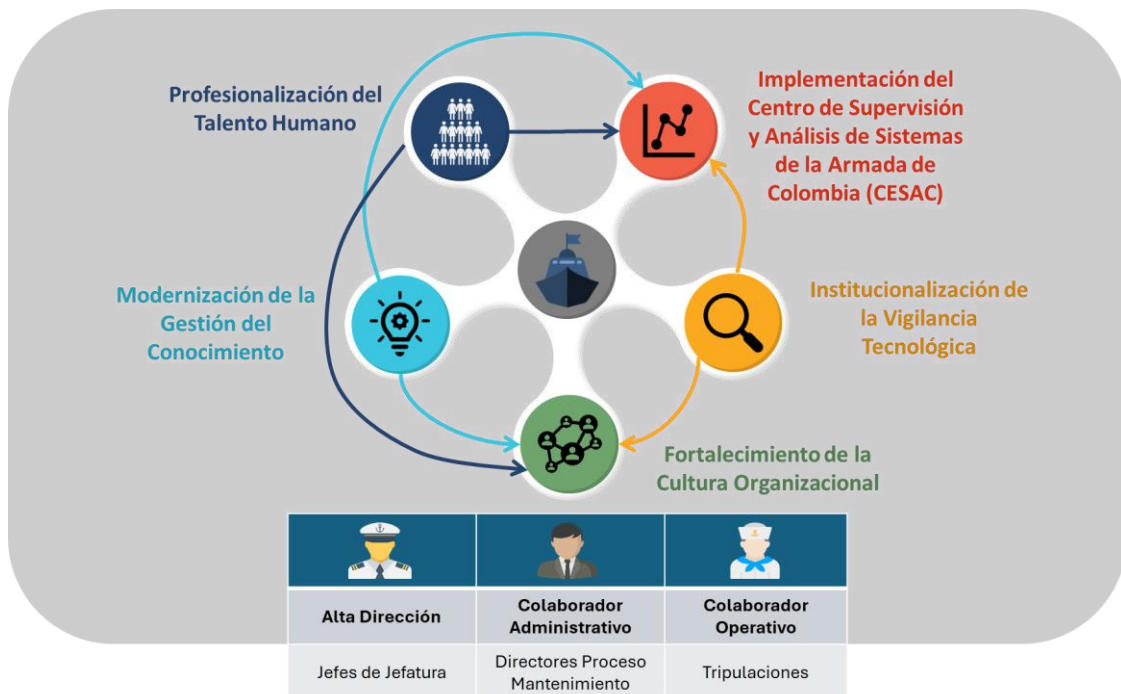 Profesionalización del
Talento Humano
Implementación del
Centro de Supervisión
y Análisis de Sistemas
de la Armada de
Colombia (CESAC)
Modernización de la
Gestión del
Conocimiento
Institucionalización de
la Vigilancia
Tecnológica
Fortalecimiento de la
Cultura Organizacional
Alta Dirección
Colaborador
Administrativo
Colaborador
Operativo
Jefes de Jefatura
Directores Proceso
Mantenimiento
Tripulaciones